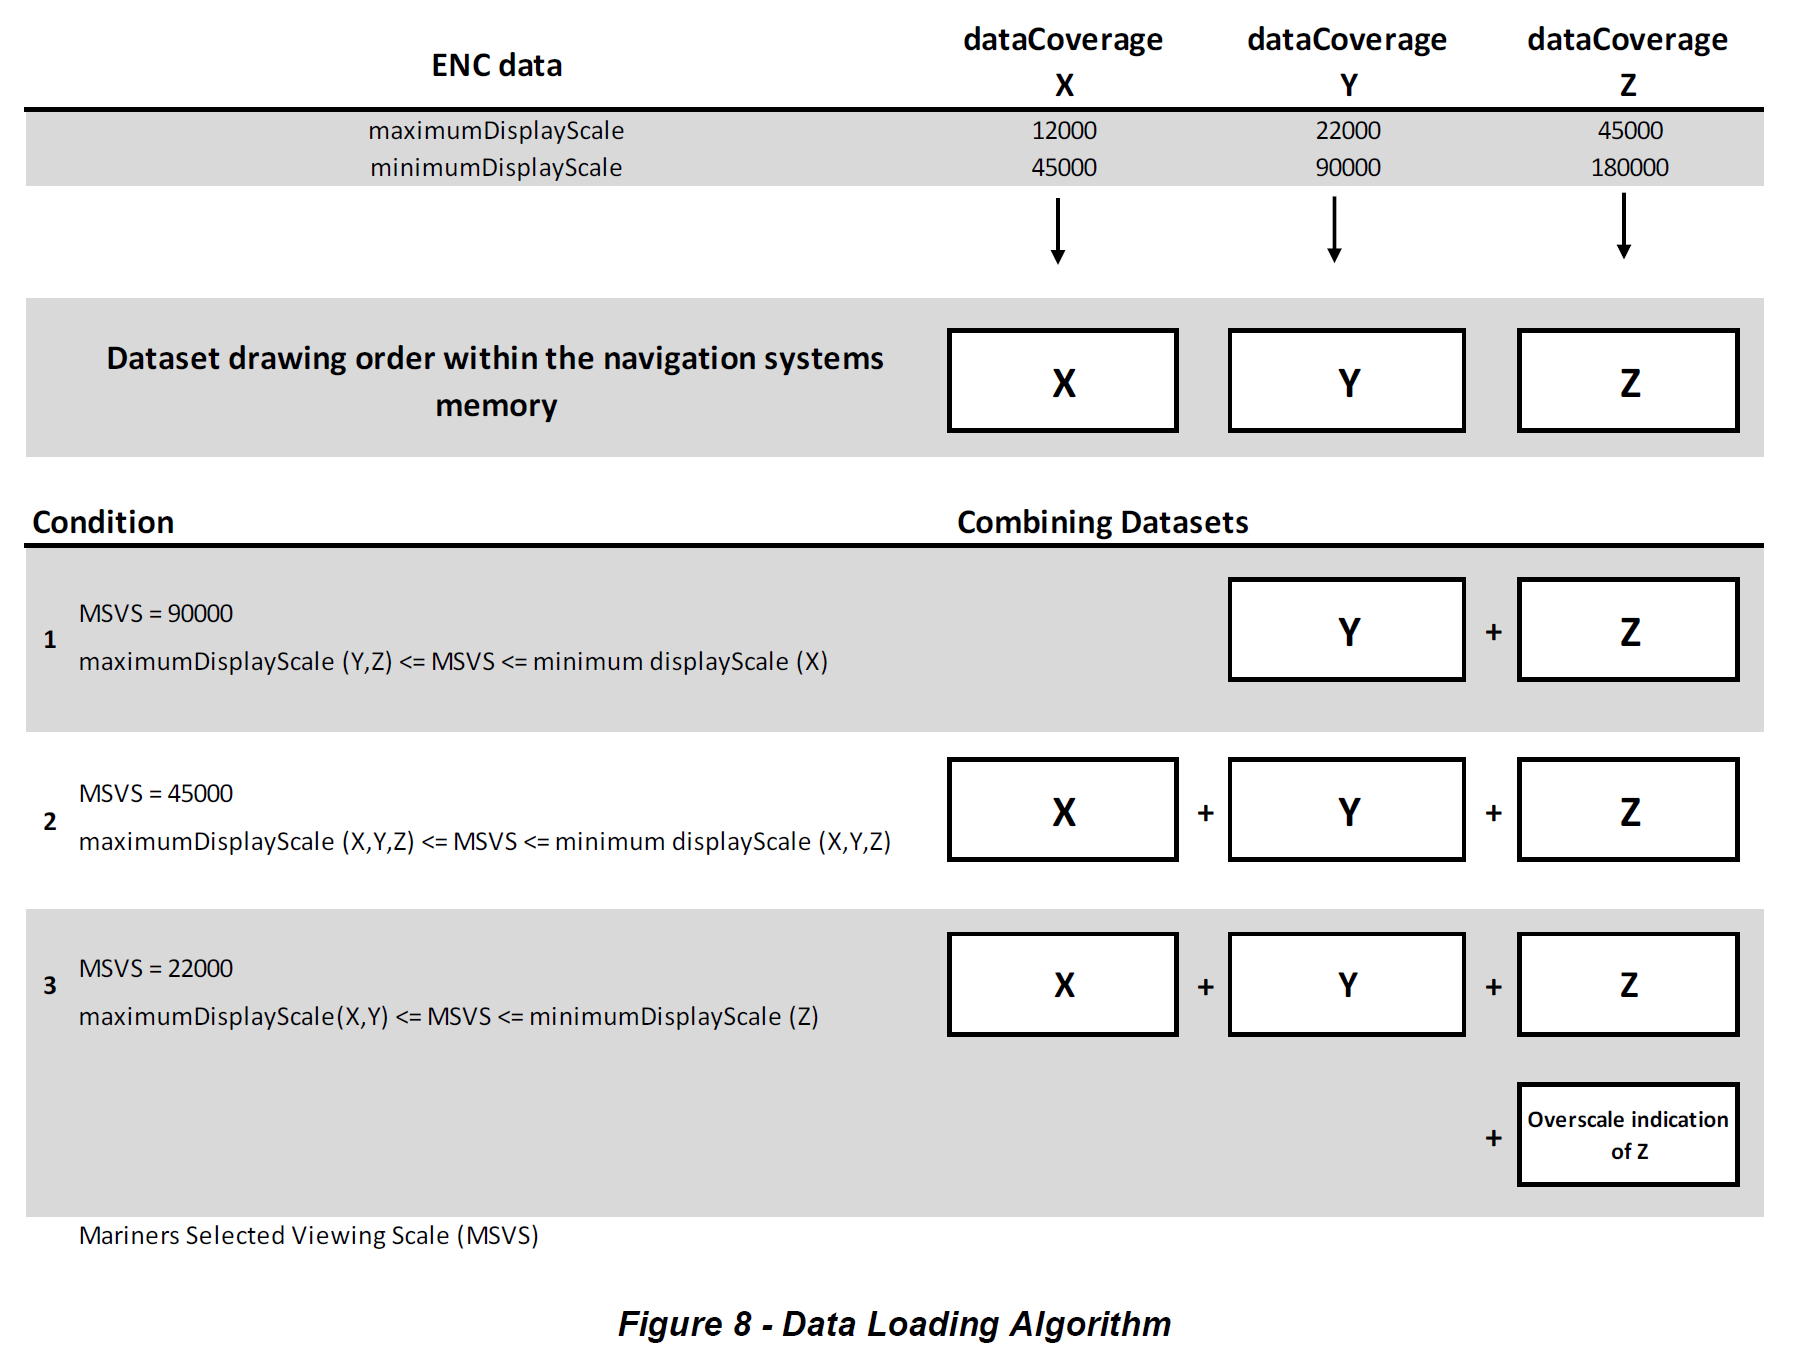 ENC data
dataCoverage X
dataCoverage Y
dataCoverage Z
maximumDisplayScale 12000 22000 45000
minimumDisplayScale 45000 90000 180000
Dataset drawing order within the navigation systems
memory
X Y Z
Condition Combining Datasets
1
MSVS = 90000
maximumDisplayScale (Y,Z) <= MSVS <= minimum displayScale (X)
Y + Z
2
MSVS = 45000
maximumDisplayScale (X,Y,Z) <= MSVS <= minimum displayScale (X,Y,Z)
X + Y + Z
3
MSVS = 22000
maximumDisplayScale(X,Y) <= MSVS <= minimumDisplayScale (Z)
X + Y + Z
+ Overscale indication
of Z
Mariners Selected Viewing Scale (MSVS)
Figure 8 - Data Loading Algorithm